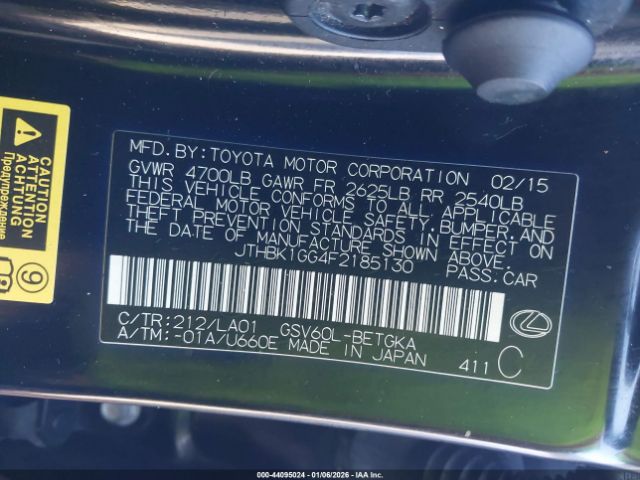 MFD. BY: TOYOTA MOTOR CORPORATION 02/15
GVWR 4700LB GAWR FR 2625LB RR 2540LB
THIS VEHICLE CONFORMS TO ALL APPLICABLE
FEDERAL MOTOR VEHICLE SAFETY, BUMPER, AND
THEFT PREVENTION STANDARDS IN EFFECT ON
THE DATE OF MANUFACTURE SHOWN ABOVE.
JTHBK1GG4F2185130 PASS. CAR
C/TR: 212/LA01 GSV60L-BETGKA
A/TM: -01A/U660E MADE IN JAPAN 411 C
CAUTION
ATTENTION
Предупреждение
9
000-44095024 | 01/06/2026 | IAA Inc.